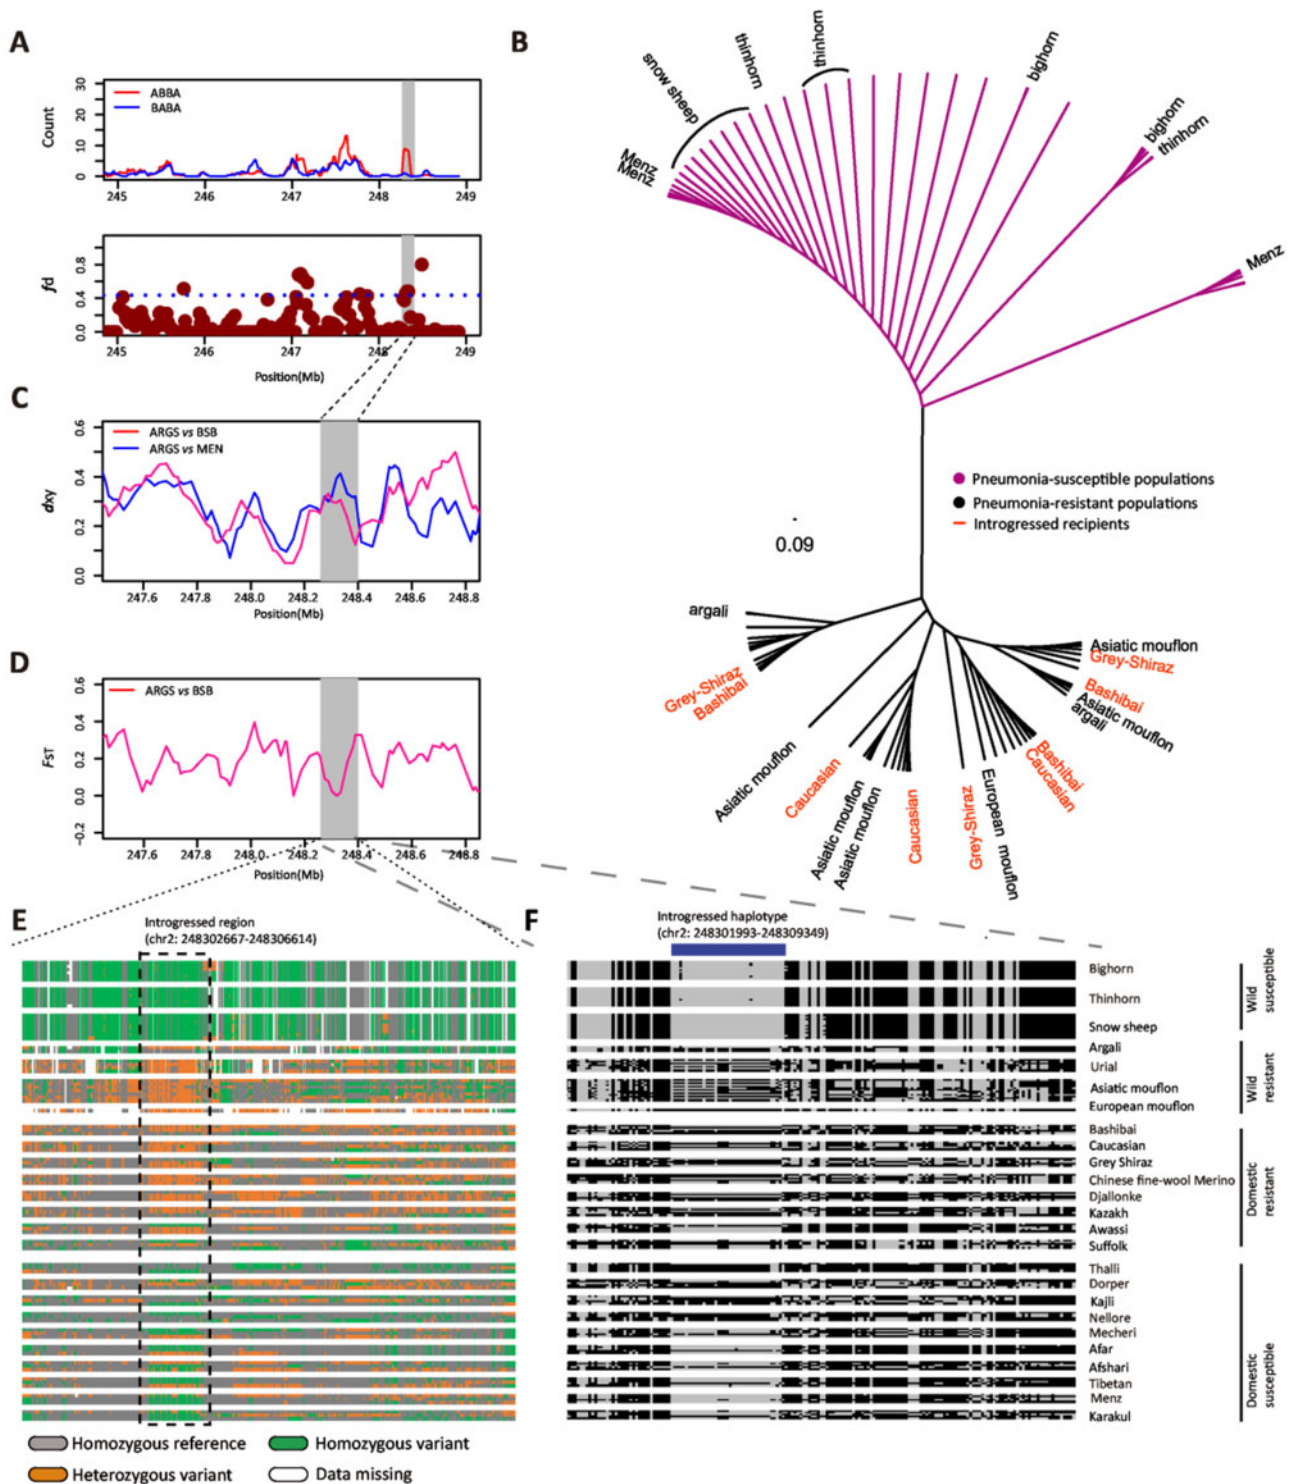 A
ABBA
BABA
Count
30
20
10
0
245
246
247
248
249
fd
0.8
0.4
0.0
245
246
247
248
249
Position(Mb)
B
snow sheep
thinhorn
thinhorn
bighorn
bighorn
thinhorn
Menz
Menz
Menz
Pneumonia-susceptible populations
Pneumonia-resistant populations
Introgressed recipients
0.09
argali
Grey-Shiraz
Bashibai
Asiatic mouflon
Caucasian
Asiatic mouflon
Asiatic mouflon
Caucasian
Grey-Shiraz
European mouflon
Bashibai
Caucasian
Asiatic mouflon
Grey-Shiraz
Bashibai
Asiatic mouflon
argali
C
ARGS vs BSB
ARGS vs MEN
dxy
0.6
0.4
0.2
0.0
247.6
247.8
248.0
248.2
248.4
248.6
248.8
Position(Mb)
D
ARGS vs BSB
FST
0.6
0.4
0.2
0.0
−0.2
247.6
247.8
248.0
248.2
248.4
248.6
248.8
Position(Mb)
E
Introgressed region
(chr2: 248302667-248306614)
Homozygous reference
Homozygous variant
Heterozygous variant
Data missing
F
Introgressed haplotype
(chr2: 248301993-248309349)
Bighorn
Thinhorn
Snow sheep
Argali
Urial
Asiatic mouflon
European mouflon
Bashibai
Caucasian
Grey Shiraz
Chinese fine-wool Merino
Djallonke
Kazakh
Awassi
Suffolk
Thalli
Dorper
Kajli
Nellore
Mecheri
Afar
Afshari
Tibetan
Menz
Karakul
Wild
susceptible
Wild
resistant
Domestic
resistant
Domestic
susceptible